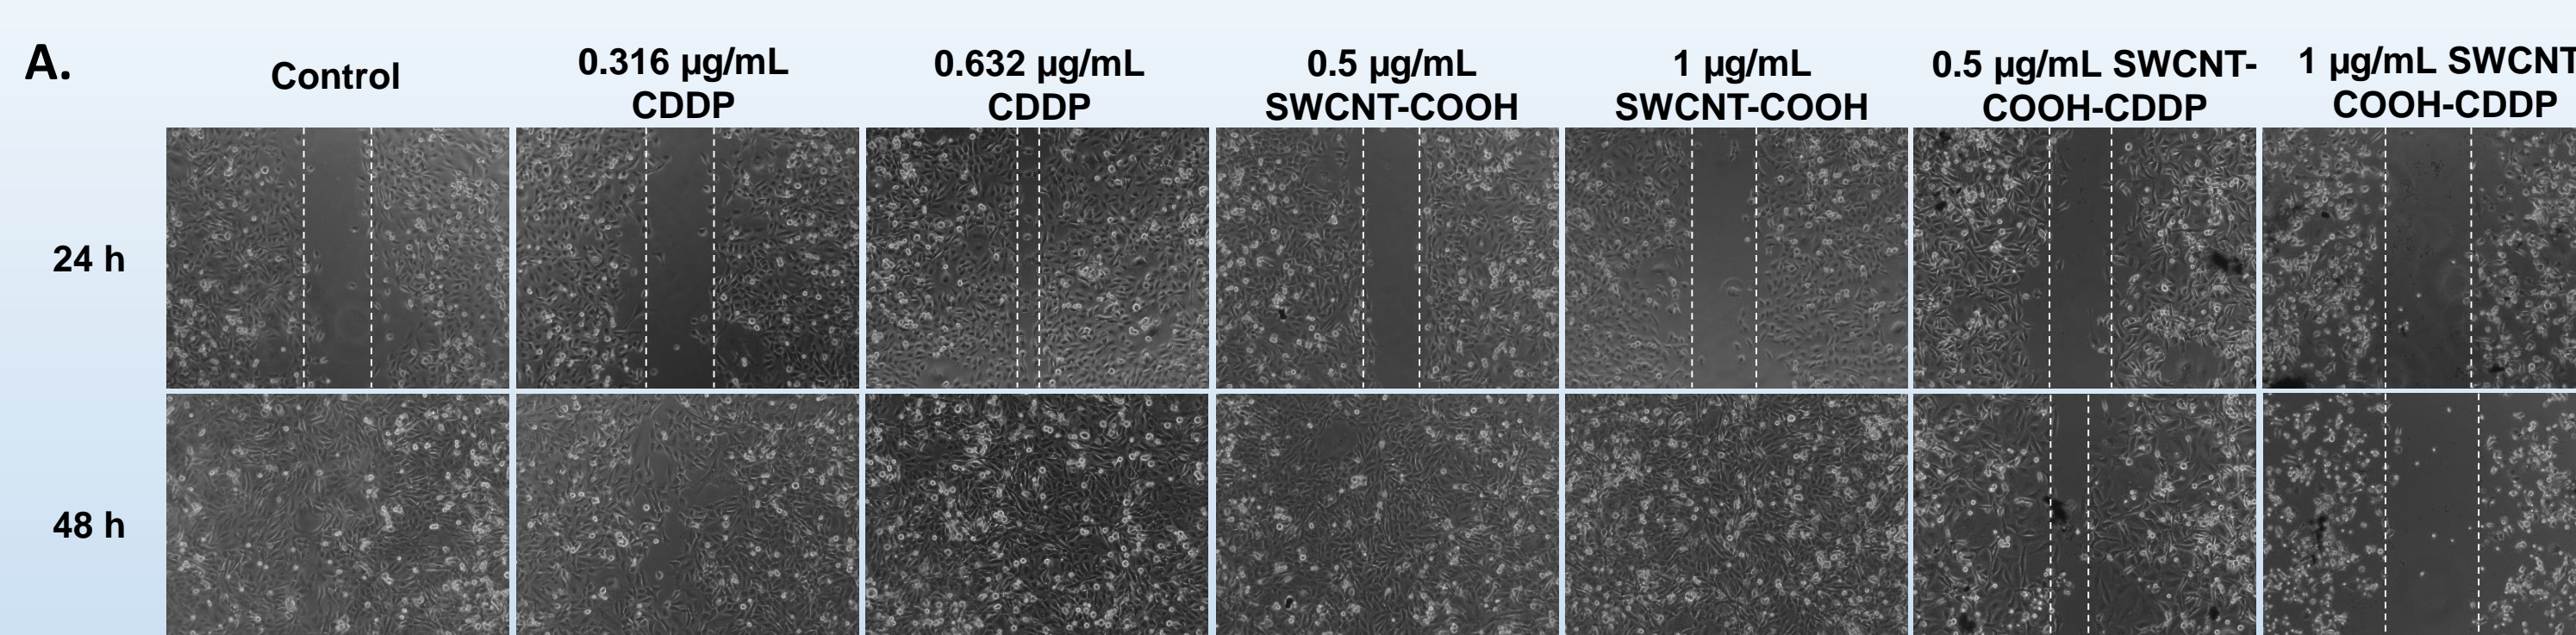 A.
Control
0.316 µg/mL
CDDP
0.632 µg/mL
CDDP
0.5 µg/mL
SWCNT-COOH
1 µg/mL
SWCNT-COOH
0.5 µg/mL SWCNT-
COOH-CDDP
1 µg/mL SWCNT
COOH-CDDP
24 h
48 h